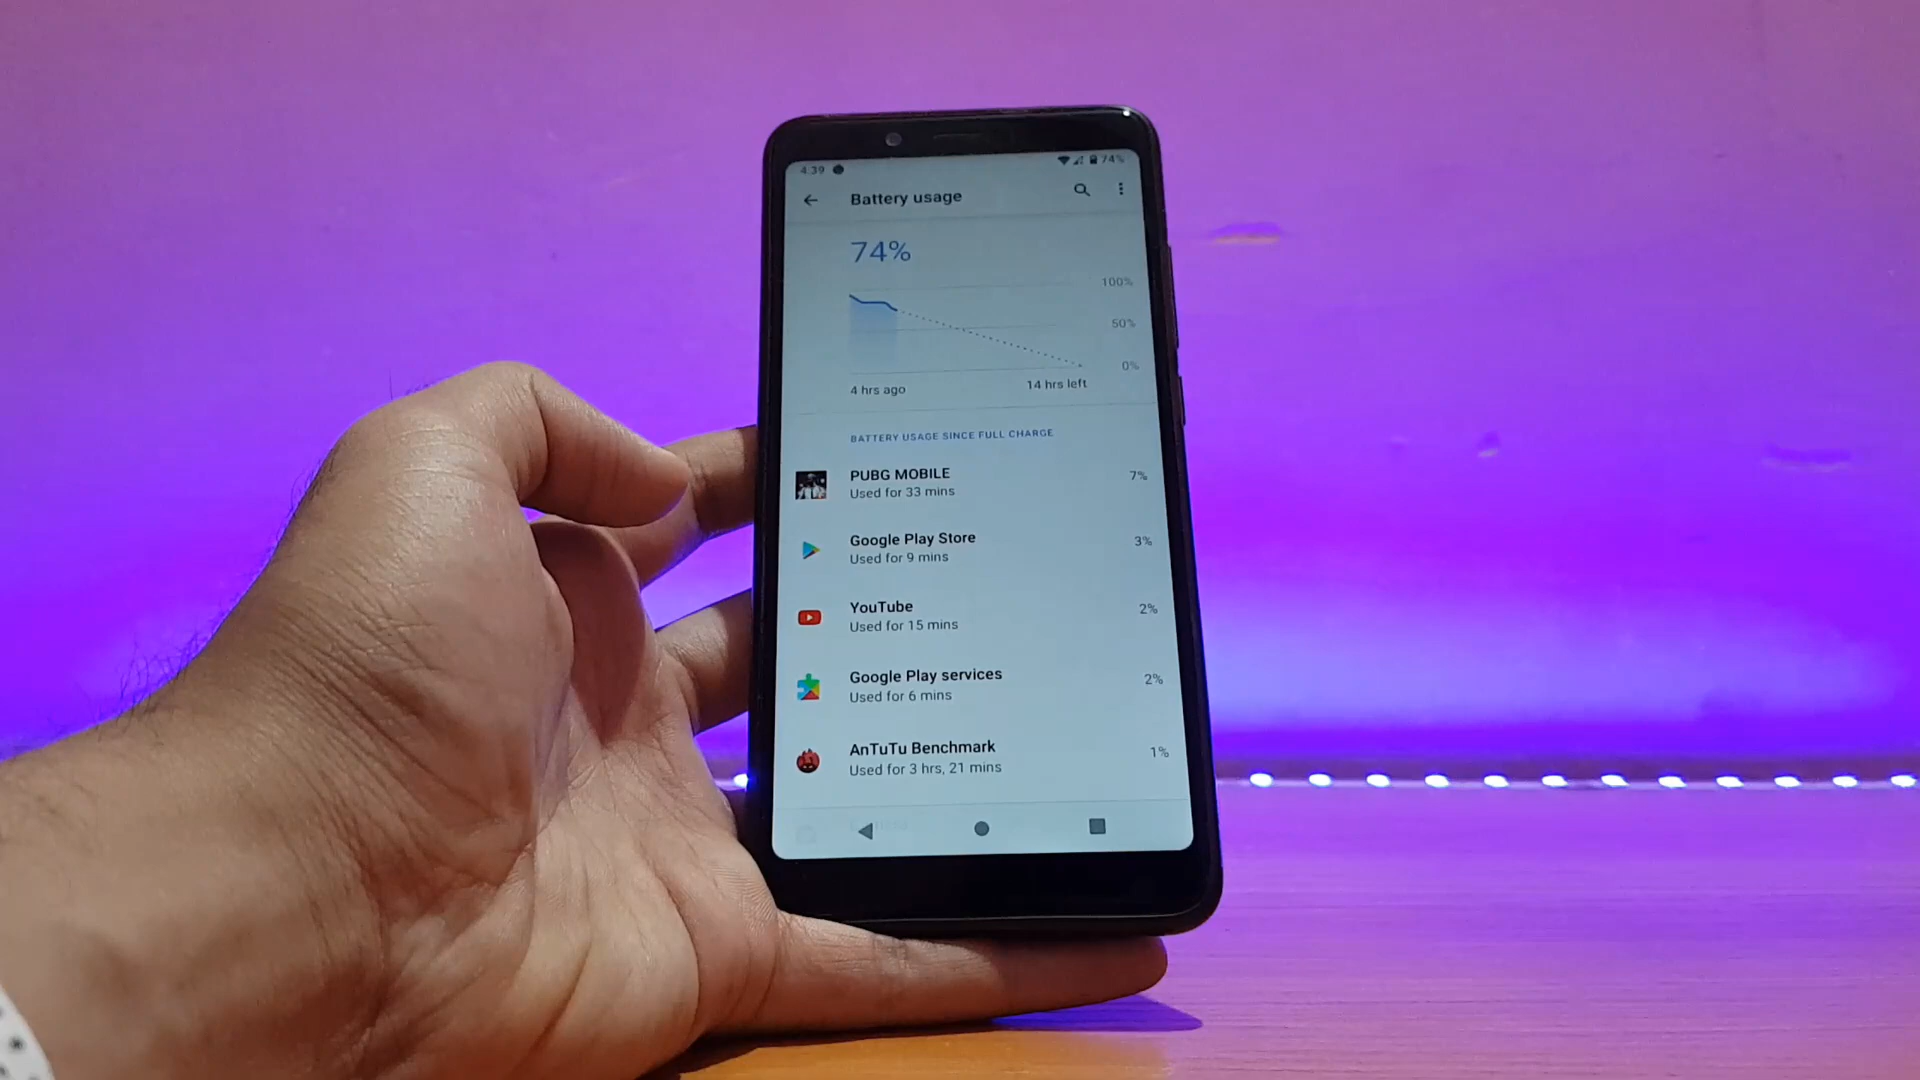 4:39 74%
Battery usage
74%
100%
50%
0%
4 hrs ago 14 hrs left
BATTERY USAGE SINCE FULL CHARGE
PUBG MOBILE 7%
Used for 33 mins
Google Play Store 3%
Used for 9 mins
YouTube 2%
Used for 15 mins
Google Play services 2%
Used for 6 mins
AnTuTu Benchmark 1%
Used for 3 hrs, 21 mins